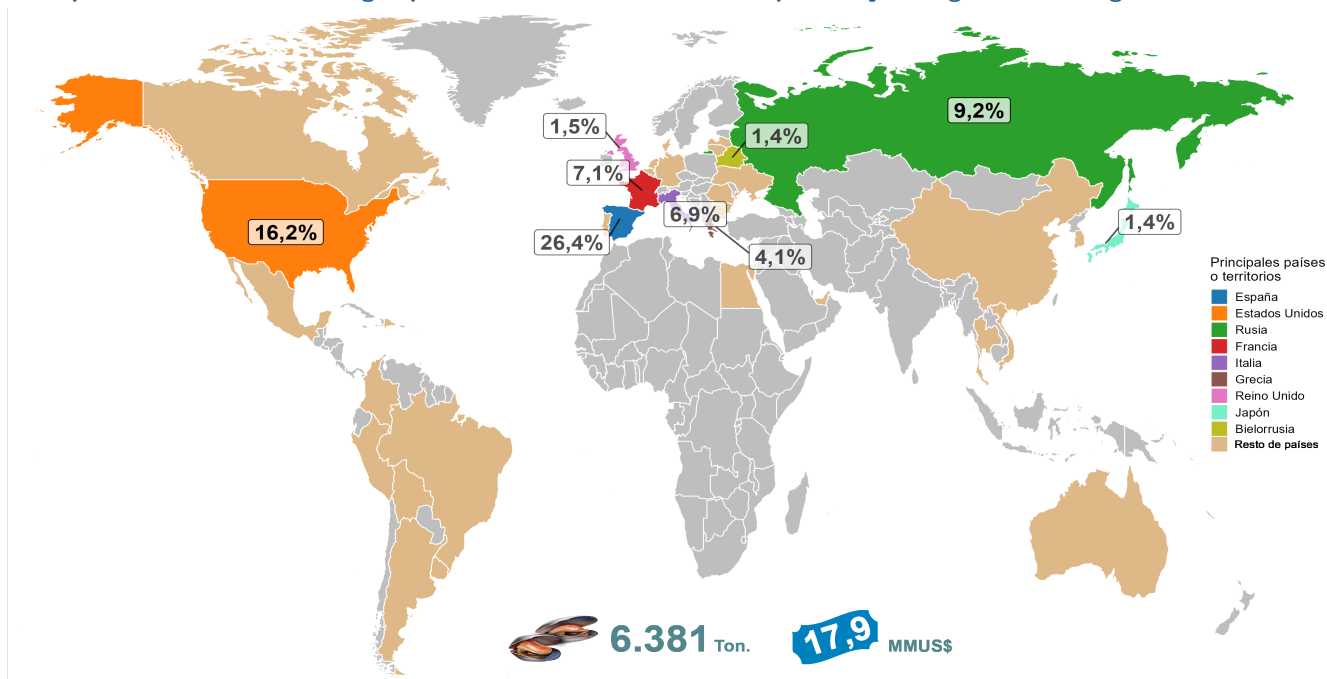 1,5%
1,4%
9,2%
7,1%
6,9%
16,2%
26,4%
4,1%
1,4%
Principales países
o territorios
España
Estados Unidos
Rusia
Francia
Italia
Grecia
Reino Unido
Japón
Bielorrusia
Resto de países
6.381 Ton.
17,9 MMUS$